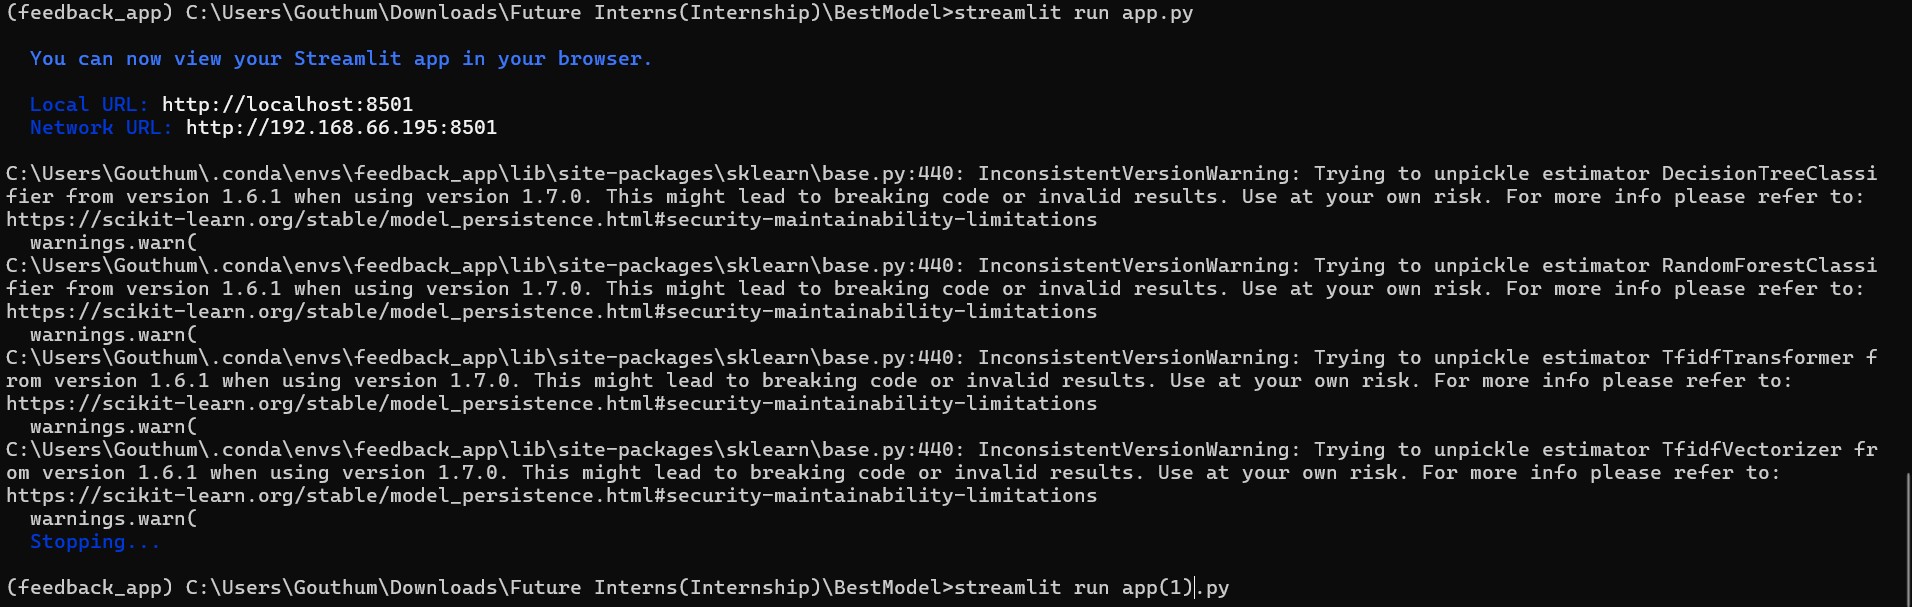 (feedback_app) C:\Users\Gouthum\Downloads\Future Interns(Internship)\BestModel>streamlit run app.py
You can now view your Streamlit app in your browser.
Local URL: http://localhost:8501
Network URL: http://192.168.66.195:8501
C:\Users\Gouthum\.conda\envs\feedback_app\lib\site-packages\sklearn\base.py:440: InconsistentVersionWarning: Trying to unpickle estimator DecisionTreeClassi
fier from version 1.6.1 when using version 1.7.0. This might lead to breaking code or invalid results. Use at your own risk. For more info please refer to:
https://scikit-learn.org/stable/model_persistence.html#security-maintainability-limitations
  warnings.warn(
C:\Users\Gouthum\.conda\envs\feedback_app\lib\site-packages\sklearn\base.py:440: InconsistentVersionWarning: Trying to unpickle estimator RandomForestClassi
fier from version 1.6.1 when using version 1.7.0. This might lead to breaking code or invalid results. Use at your own risk. For more info please refer to:
https://scikit-learn.org/stable/model_persistence.html#security-maintainability-limitations
  warnings.warn(
C:\Users\Gouthum\.conda\envs\feedback_app\lib\site-packages\sklearn\base.py:440: InconsistentVersionWarning: Trying to unpickle estimator TfidfTransformer f
rom version 1.6.1 when using version 1.7.0. This might lead to breaking code or invalid results. Use at your own risk. For more info please refer to:
https://scikit-learn.org/stable/model_persistence.html#security-maintainability-limitations
  warnings.warn(
C:\Users\Gouthum\.conda\envs\feedback_app\lib\site-packages\sklearn\base.py:440: InconsistentVersionWarning: Trying to unpickle estimator TfidfVectorizer fr
om version 1.6.1 when using version 1.7.0. This might lead to breaking code or invalid results. Use at your own risk. For more info please refer to:
https://scikit-learn.org/stable/model_persistence.html#security-maintainability-limitations
  warnings.warn(
  Stopping...
(feedback_app) C:\Users\Gouthum\Downloads\Future Interns(Internship)\BestModel>streamlit run app(1).py